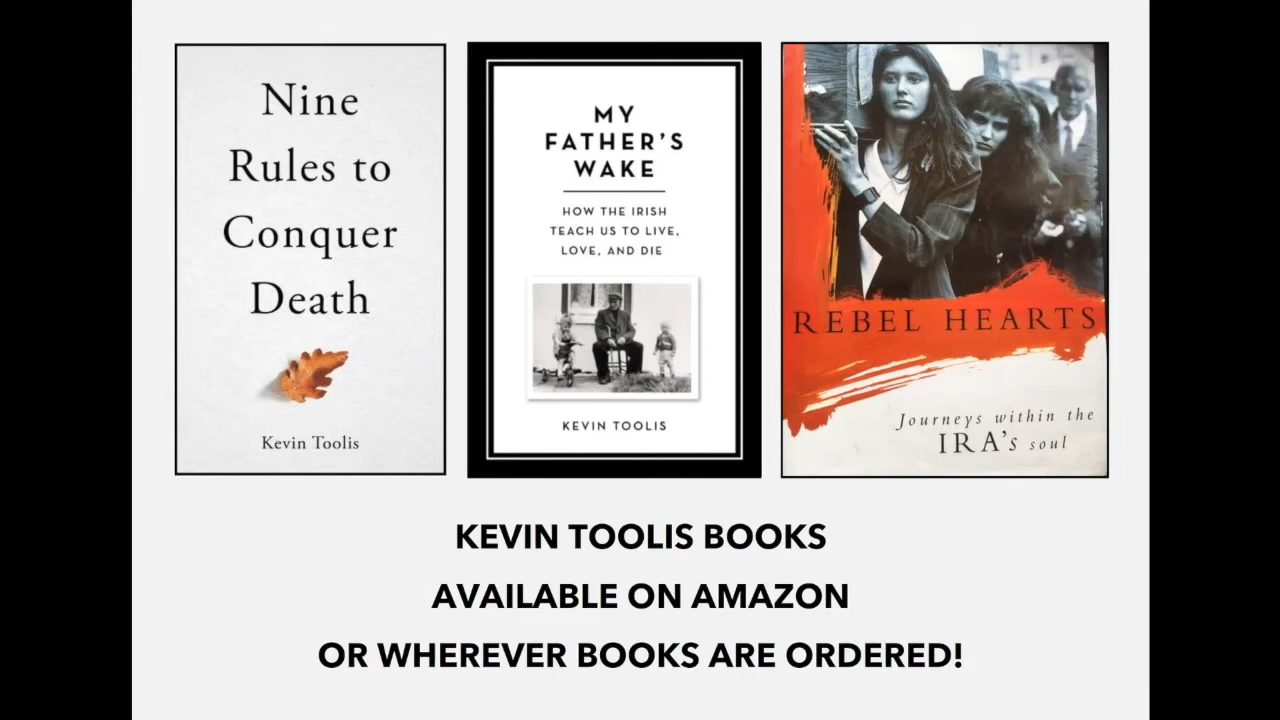 Nine
Rules to
Conquer
Death
Kevin Toolis
MY
FATHER'S
WAKE
HOW THE IRISH
TEACH US TO LIVE,
LOVE, AND DIE
KEVIN TOOLIS
REBEL HEARTS
Journeys within the
IRA's soul
KEVIN TOOLIS BOOKS
AVAILABLE ON AMAZON
OR WHEREVER BOOKS ARE ORDERED!